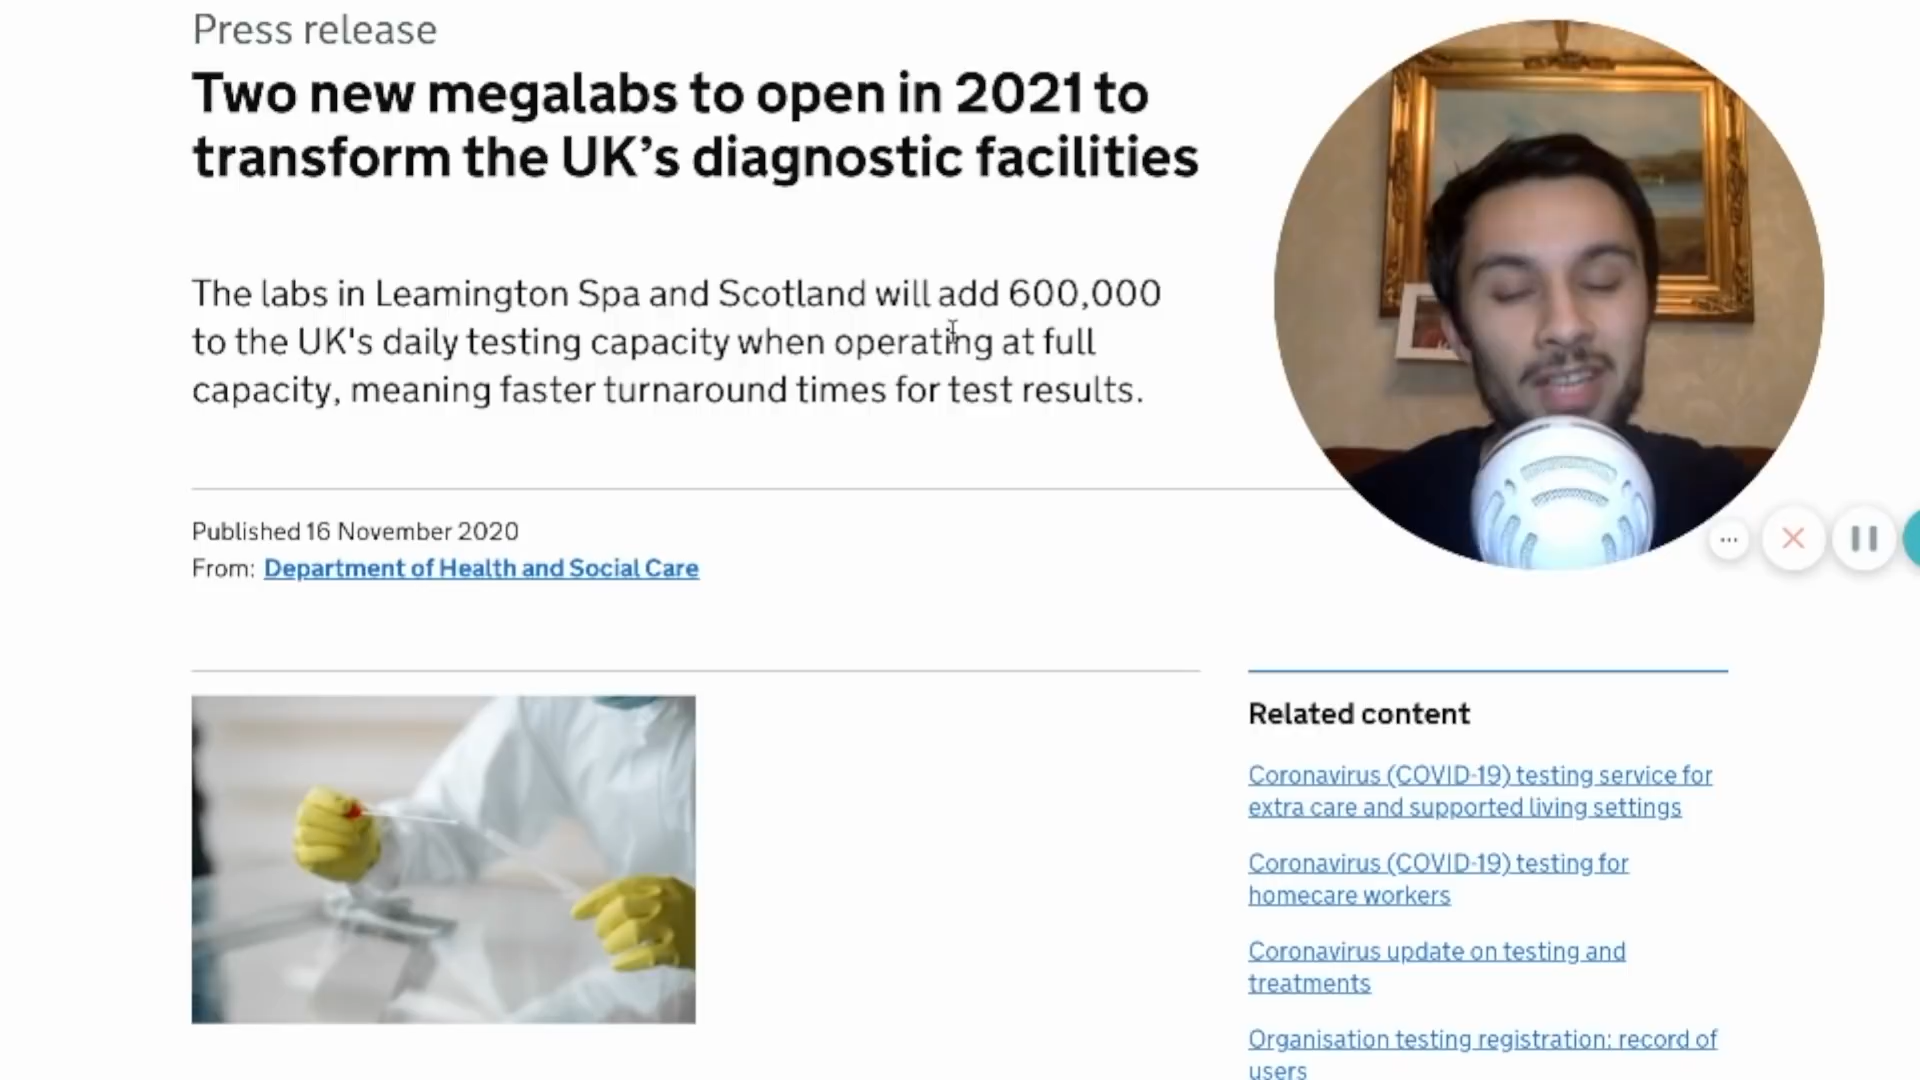 Press release
Two new megalabs to open in 2021 to
transform the UK's diagnostic facilities
The labs in Leamington Spa and Scotland will add 600,000
to the UK's daily testing capacity when operating at full
capacity, meaning faster turnaround times for test results.
Published 16 November 2020
From: Department of Health and Social Care
Related content
Coronavirus (COVID-19) testing service for
extra care and supported living settings
Coronavirus (COVID-19) testing for
homecare workers
Coronavirus update on testing and
treatments
Organisation testing registration: record of
users